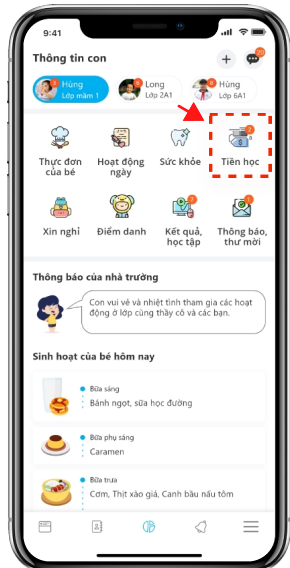 9:41
Thông tin con
20
Hùng
Lớp mầm 1
Long
Lớp 2A1
Hùng
Lớp 6A1
Thực đơn
của bé
Hoạt động
ngày
Sức khỏe
Tiền học
Xin nghỉ
Điểm danh
Kết quả,
học tập
Thông báo,
thư mời
Thông báo của nhà trường
Con vui vẻ và nhiệt tình tham gia các hoạt
động ở lớp cùng thầy cô và các bạn.
Sinh hoạt của bé hôm nay
Bữa sáng
Bánh ngọt, sữa học đường
Bữa phụ sáng
Caramen
Bữa trưa
Cơm, Thịt xào giá, Canh bầu nấu tôm